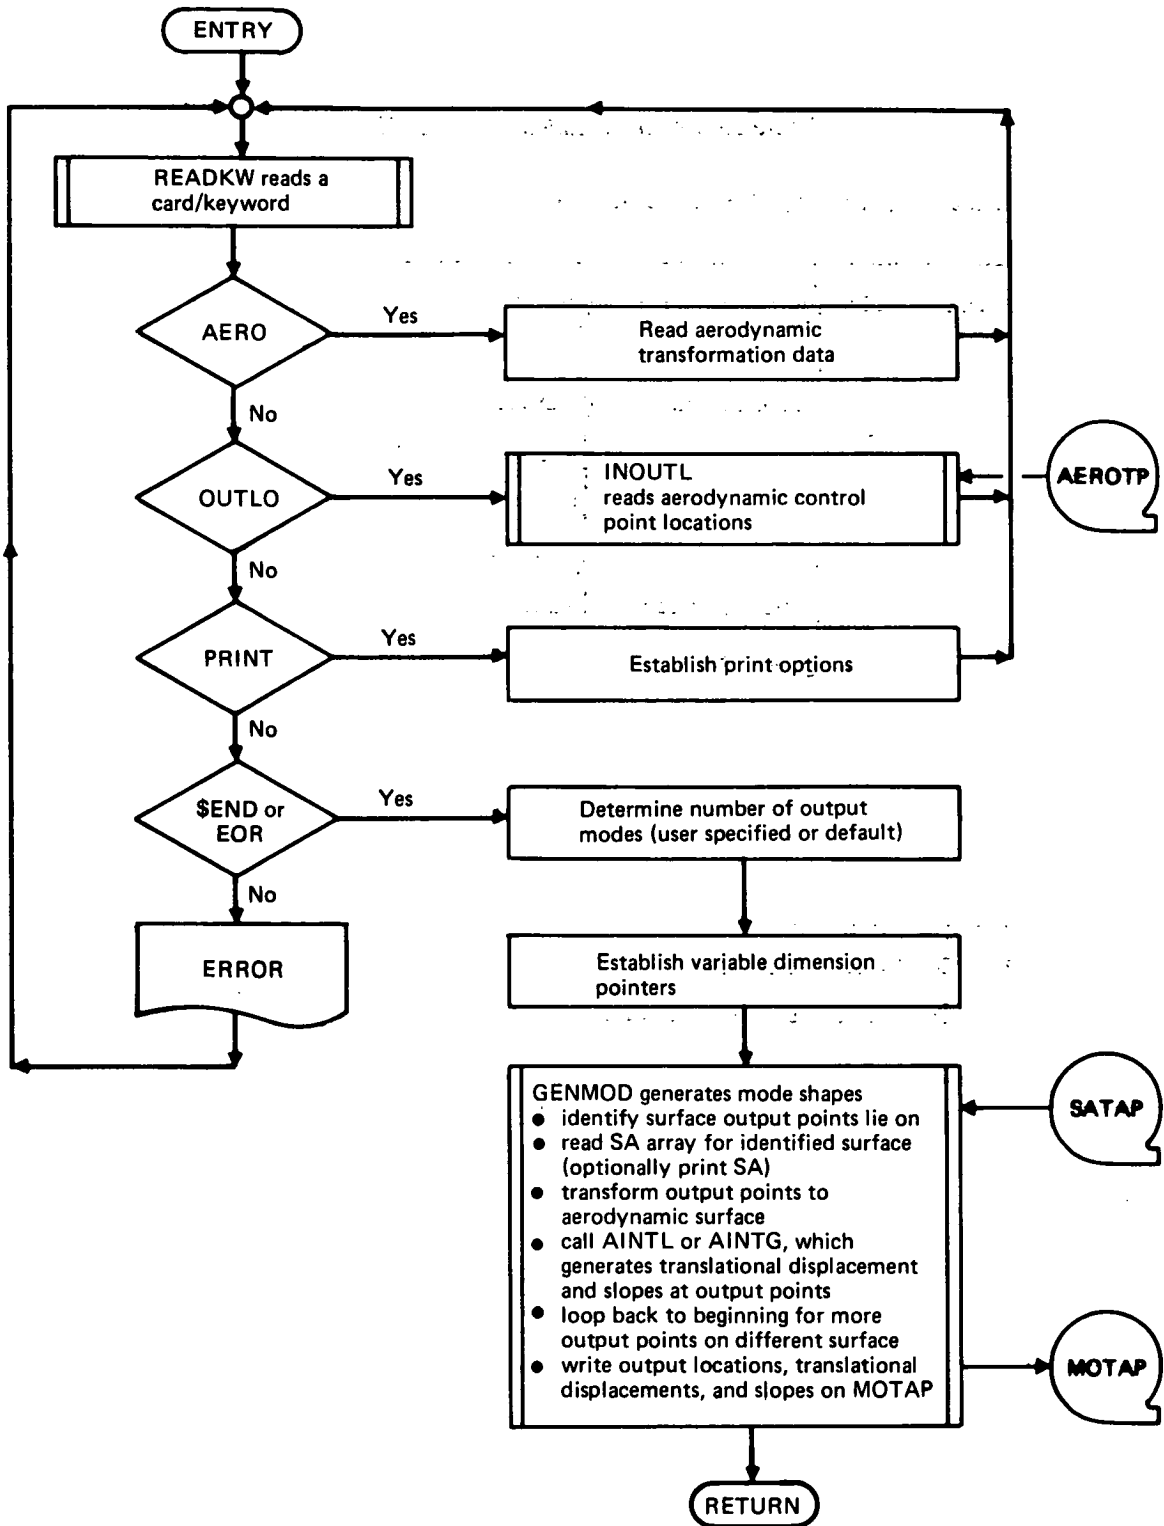 ENTRY
READKW reads a
card/keyword
AERO
Yes
Read aerodynamic
transformation data
No
OUTLO
Yes
INOUTL
reads aerodynamic control
point locations
AEROTP
No
PRINT
Yes
Establish print options
No
$END or
EOR
Yes
Determine number of output
modes (user specified or default)
No
ERROR
Establish variable dimension
pointers
GENMOD generates mode shapes
● identify surface output points lie on
● read SA array for identified surface
(optionally print SA)
● transform output points to
aerodynamic surface
● call AINTL or AINTG, which
generates translational displacement
and slopes at output points
● loop back to beginning for more
output points on different surface
● write output locations, translational
displacements, and slopes on MOTAP
SATAP
MOTAP
RETURN